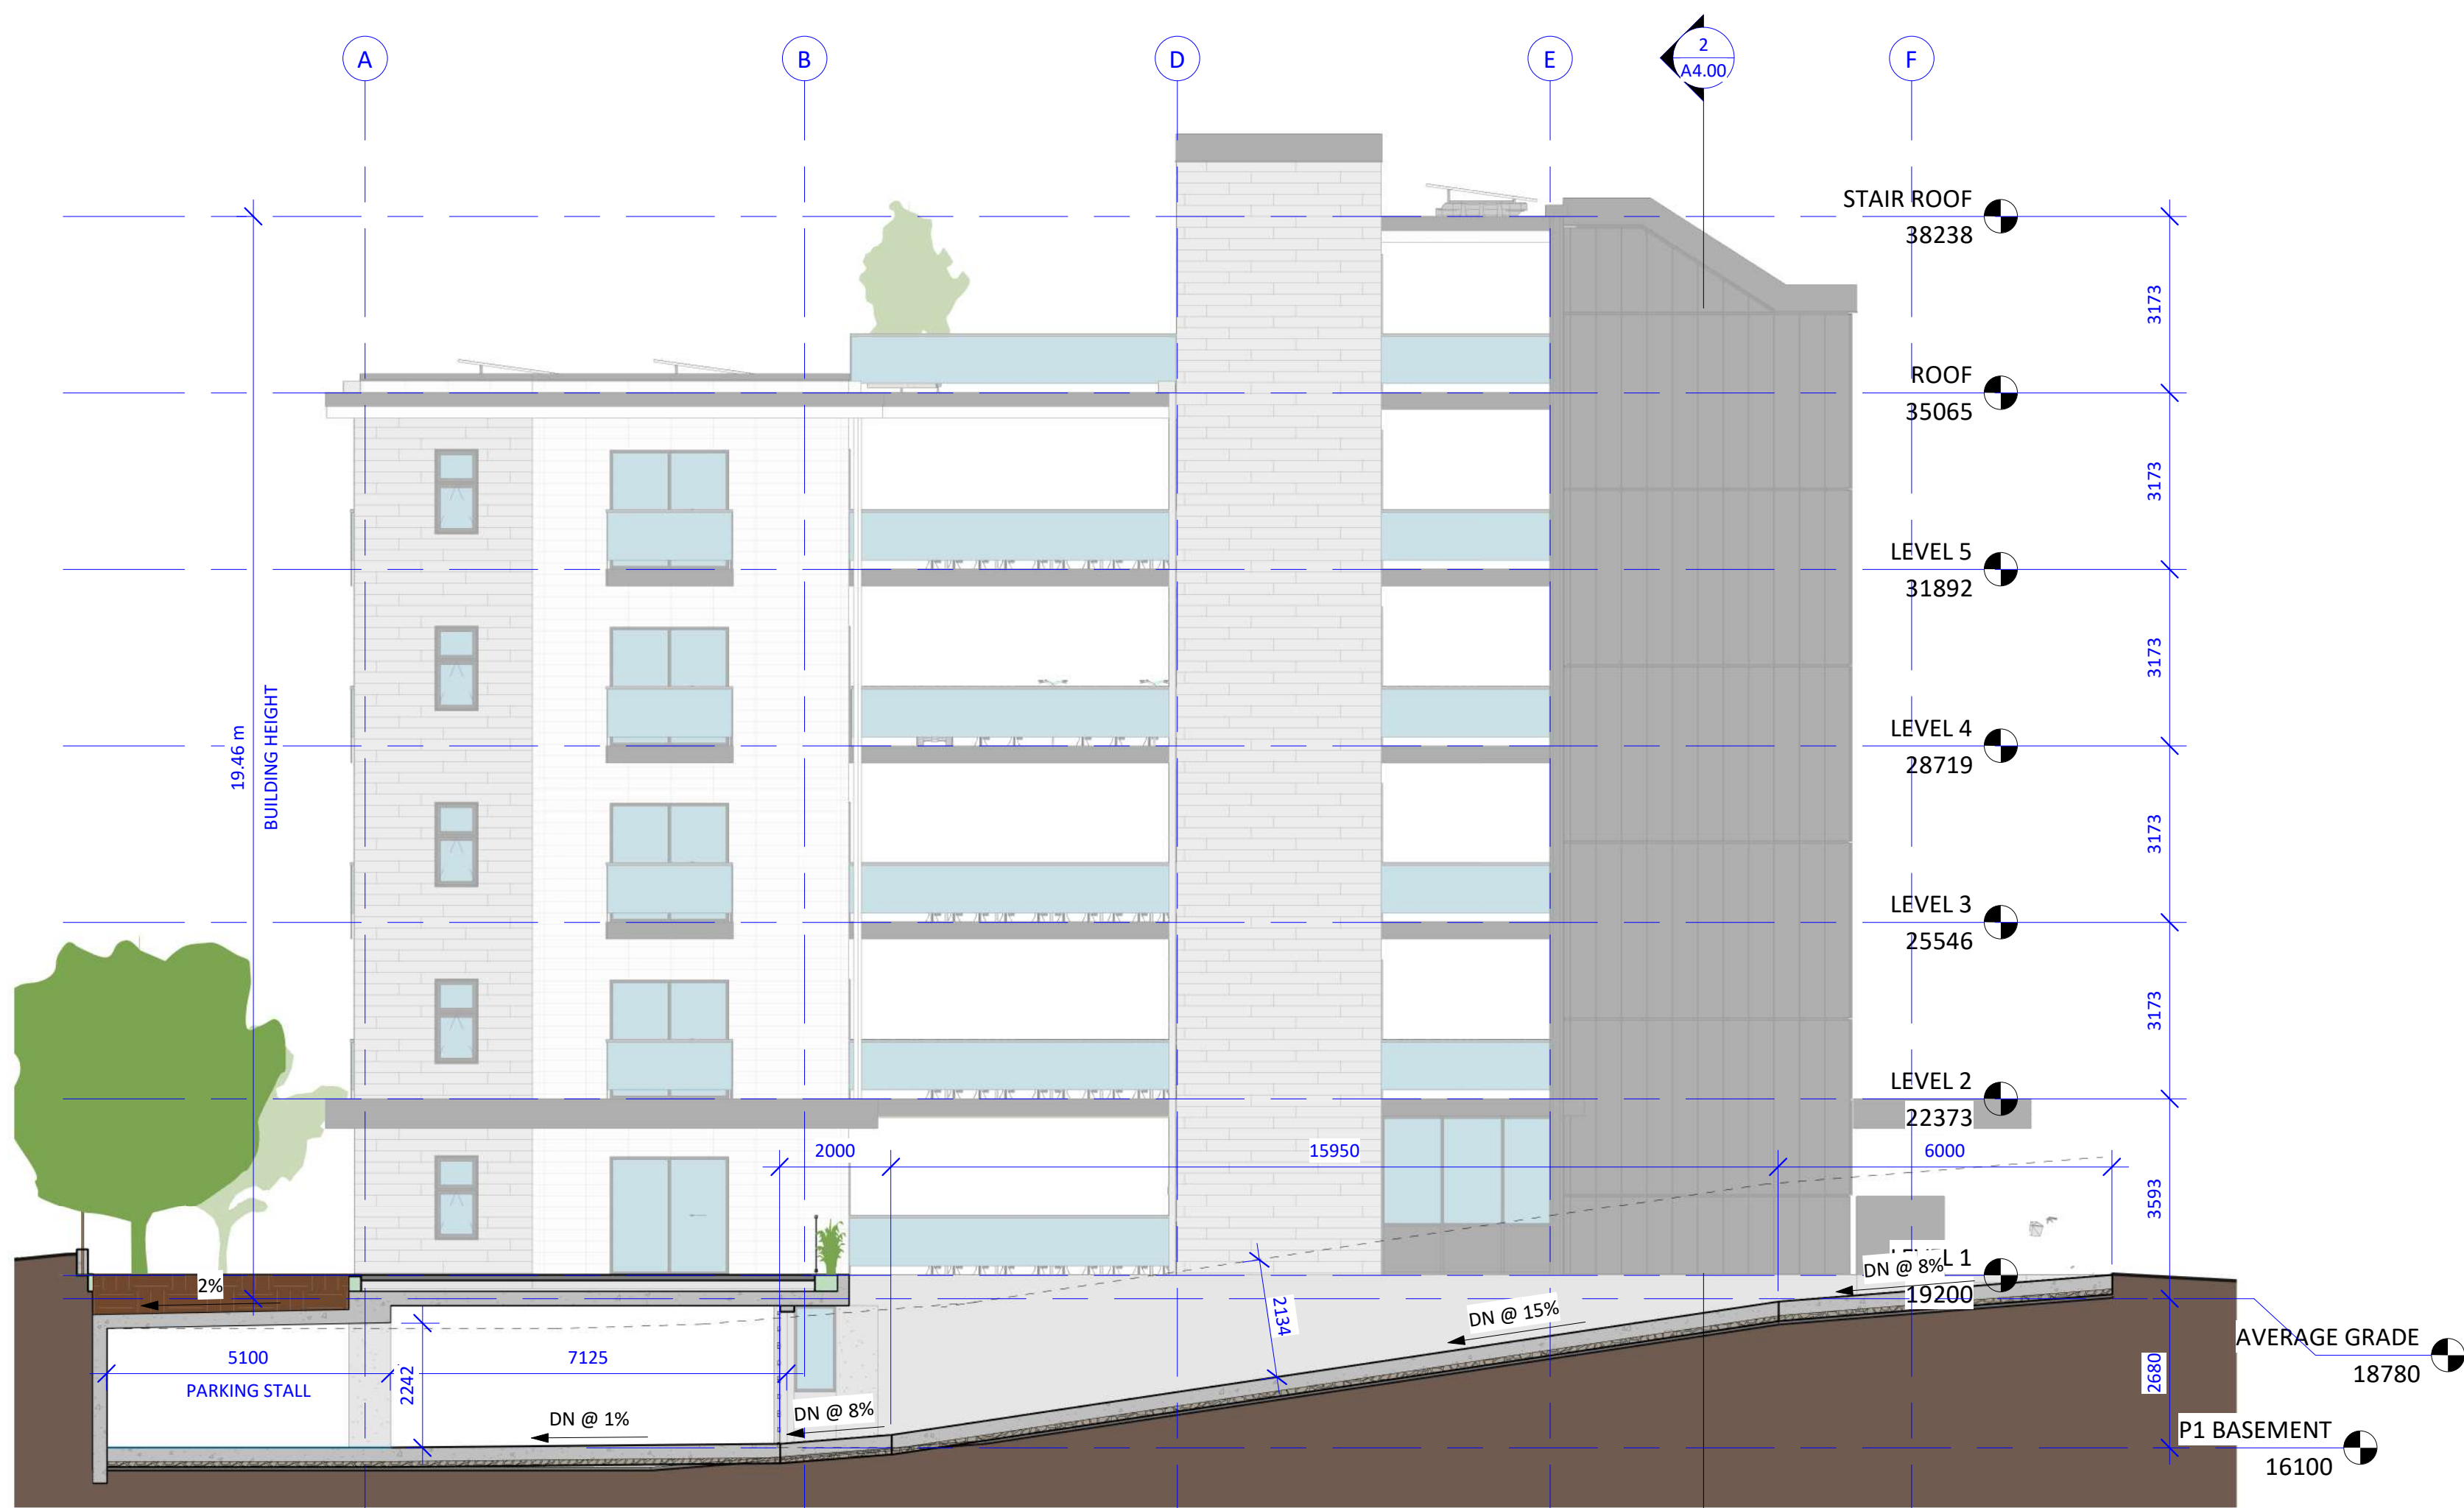 A
B
D
E
2
A4.00
F
STAIR ROOF
38238
3173
ROOF
35065
3173
LEVEL 5
31892
3173
LEVEL 4
28719
19.46 m
BUILDING HEIGHT
3173
LEVEL 3
25546
3173
LEVEL 2
22373
2000
15950
6000
3593
L 1
DN @ 8%
19200
2%
2134
DN @ 15%
AVERAGE GRADE
18780
5100
PARKING STALL
7125
2242
2680
DN @ 1%
DN @ 8%
P1 BASEMENT
16100